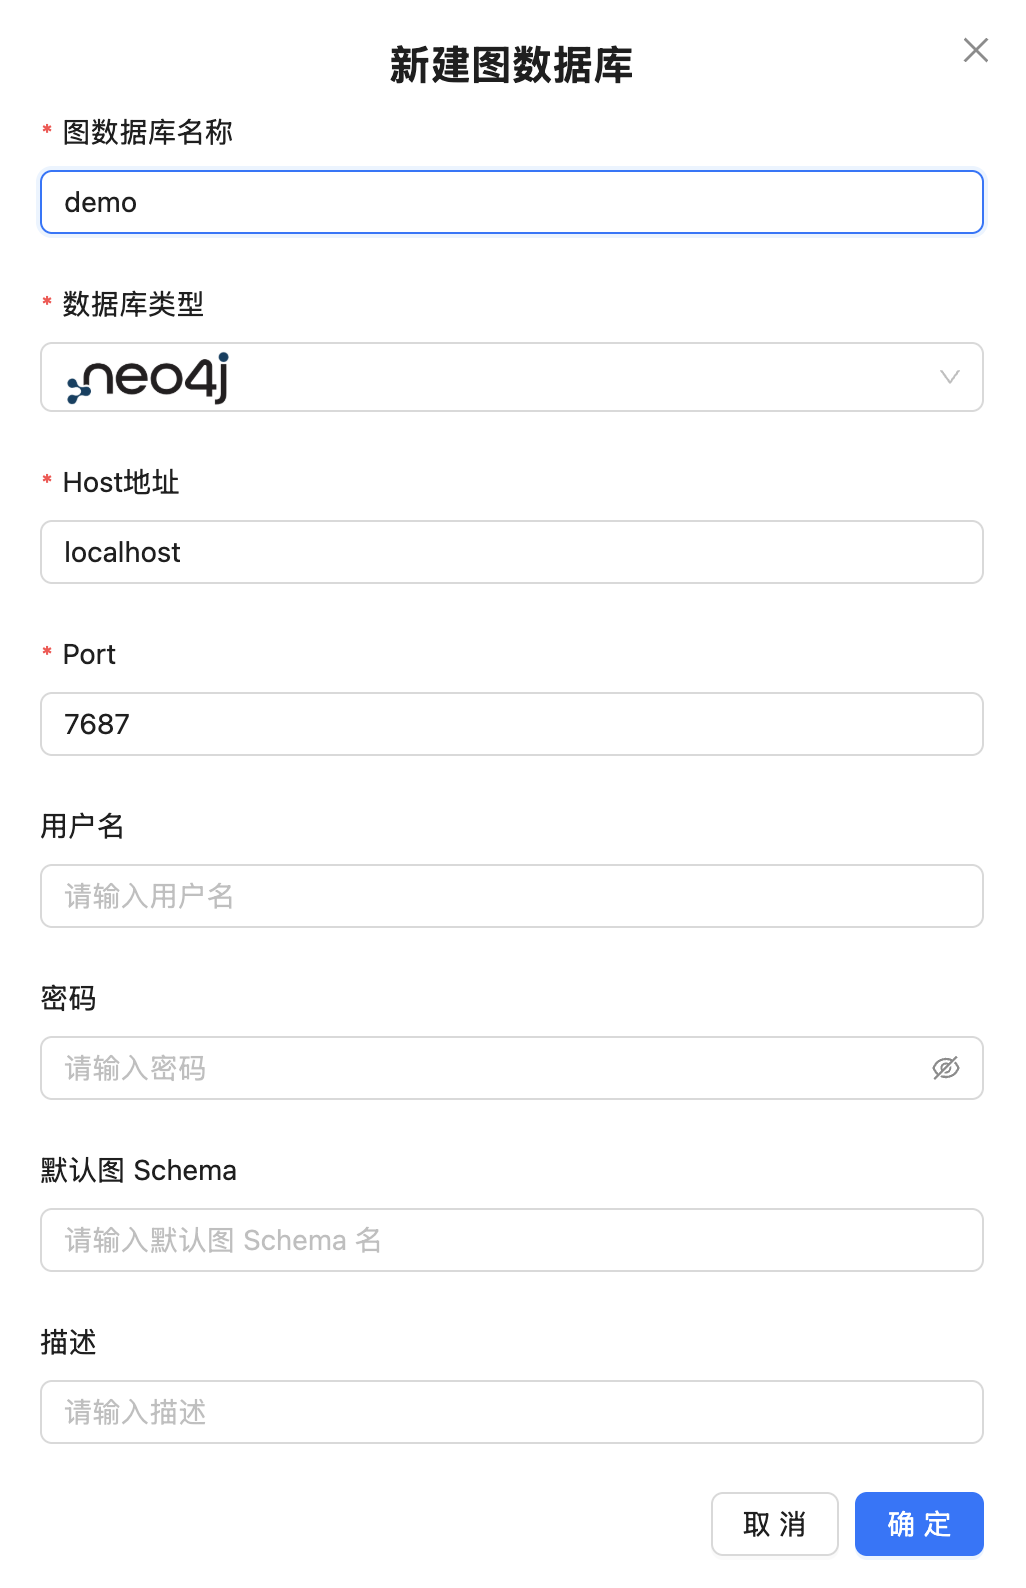 新建图数据库
* 图数据库名称
demo
* 数据库类型
neo4j
* Host地址
localhost
* Port
7687
用户名
请输入用户名
密码
请输入密码
默认图 Schema
请输入默认图 Schema 名
描述
请输入描述
取 消
确 定